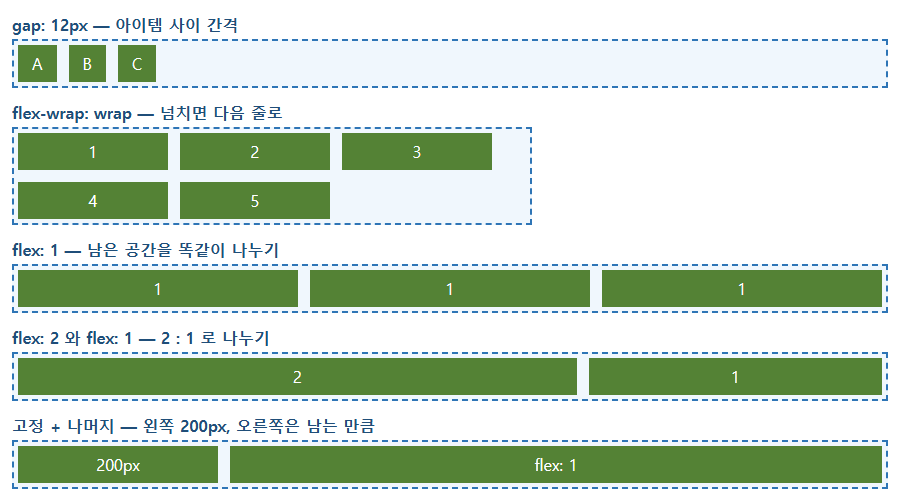 gap: 12px — 아이템 사이 간격
A B C
flex-wrap: wrap — 넘치면 다음 줄로
1 2 3
4 5
flex: 1 — 남은 공간을 똑같이 나누기
1 1 1
flex: 2 와 flex: 1 — 2 : 1 로 나누기
2 1
고정 + 나머지 — 왼쪽 200px, 오른쪽은 남는 만큼
200px flex: 1